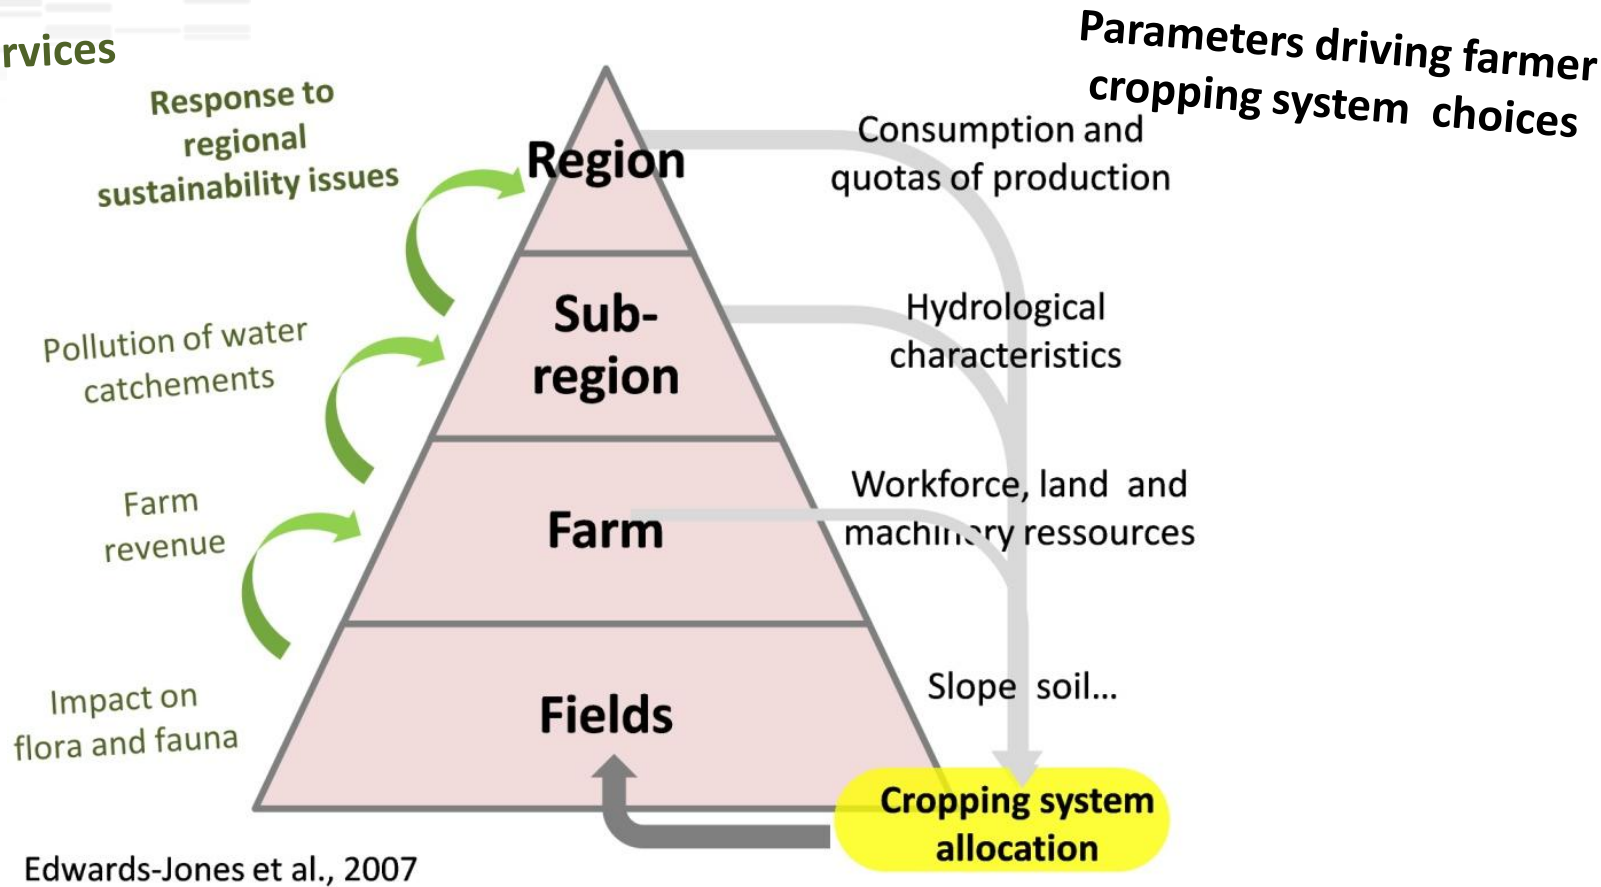 rvices
Parameters driving farmer
cropping system choices
Response to
regional
sustainability issues
Region
Consumption and
quotas of production
Pollution of water
catchements
Sub-
region
Hydrological
characteristics
Farm
revenue
Farm
Workforce, land and
machinery ressources
Impact on
flora and fauna
Fields
Slope soil...
Cropping system
allocation
Edwards-Jones et al., 2007